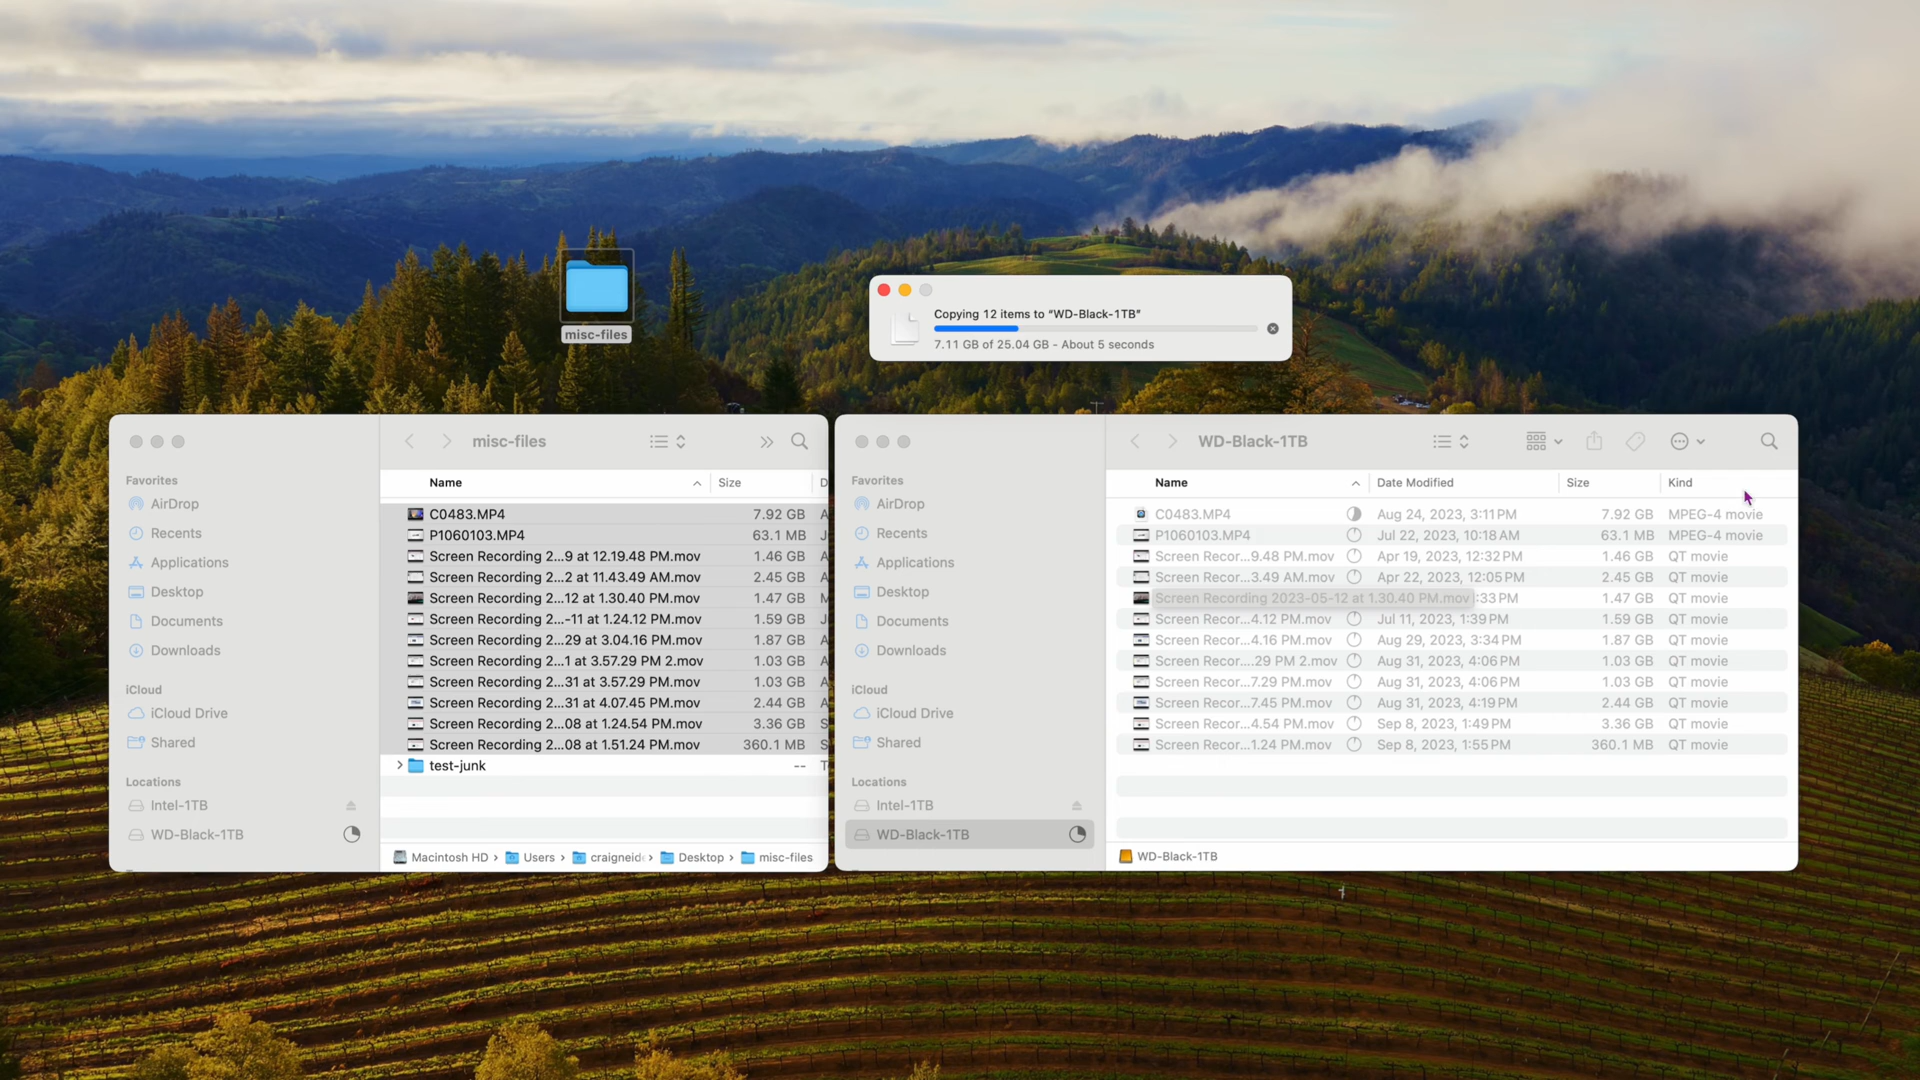 misc-files
Copying 12 items to “WD-Black-1TB”
7.11 GB of 25.04 GB - About 5 seconds
misc-files
Favorites
AirDrop
Recents
Applications
Desktop
Documents
Downloads
iCloud
iCloud Drive
Shared
Locations
Intel-1TB
WD-Black-1TB
Name Size D
C0483.MP4 7.92 GB A
P1060103.MP4 63.1 MB J
Screen Recording 2...9 at 12.19.48 PM.mov 1.46 GB A
Screen Recording 2...2 at 11.43.49 AM.mov 2.45 GB A
Screen Recording 2...12 at 1.30.40 PM.mov 1.47 GB M
Screen Recording 2...-11 at 1.24.12 PM.mov 1.59 GB J
Screen Recording 2...29 at 3.04.16 PM.mov 1.87 GB A
Screen Recording 2...1 at 3.57.29 PM 2.mov 1.03 GB A
Screen Recording 2...31 at 3.57.29 PM.mov 1.03 GB A
Screen Recording 2...31 at 4.07.45 PM.mov 2.44 GB A
Screen Recording 2...08 at 1.24.54 PM.mov 3.36 GB S
Screen Recording 2...08 at 1.51.24 PM.mov 360.1 MB S
test-junk -- T
Macintosh HD › Users › craigneid › Desktop › misc-files
WD-Black-1TB
Favorites
AirDrop
Recents
Applications
Desktop
Documents
Downloads
iCloud
iCloud Drive
Shared
Locations
Intel-1TB
WD-Black-1TB
Name Date Modified Size Kind
C0483.MP4 Aug 24, 2023, 3:11 PM 7.92 GB MPEG-4 movie
P1060103.MP4 Jul 22, 2023, 10:18 AM 63.1 MB MPEG-4 movie
Screen Recor...9.48 PM.mov Apr 19, 2023, 12:32 PM 1.46 GB QT movie
Screen Recor...3.49 AM.mov Apr 22, 2023, 12:05 PM 2.45 GB QT movie
Screen Recording 2023-05-12 at 1.30.40 PM.mov :33 PM 1.47 GB QT movie
Screen Recor...4.12 PM.mov Jul 11, 2023, 1:39 PM 1.59 GB QT movie
Screen Recor...4.16 PM.mov Aug 29, 2023, 3:34 PM 1.87 GB QT movie
Screen Recor....29 PM 2.mov Aug 31, 2023, 4:06 PM 1.03 GB QT movie
Screen Recor...7.29 PM.mov Aug 31, 2023, 4:06 PM 1.03 GB QT movie
Screen Recor...7.45 PM.mov Aug 31, 2023, 4:19 PM 2.44 GB QT movie
Screen Recor...4.54 PM.mov Sep 8, 2023, 1:49 PM 3.36 GB QT movie
Screen Recor...1.24 PM.mov Sep 8, 2023, 1:55 PM 360.1 MB QT movie
WD-Black-1TB